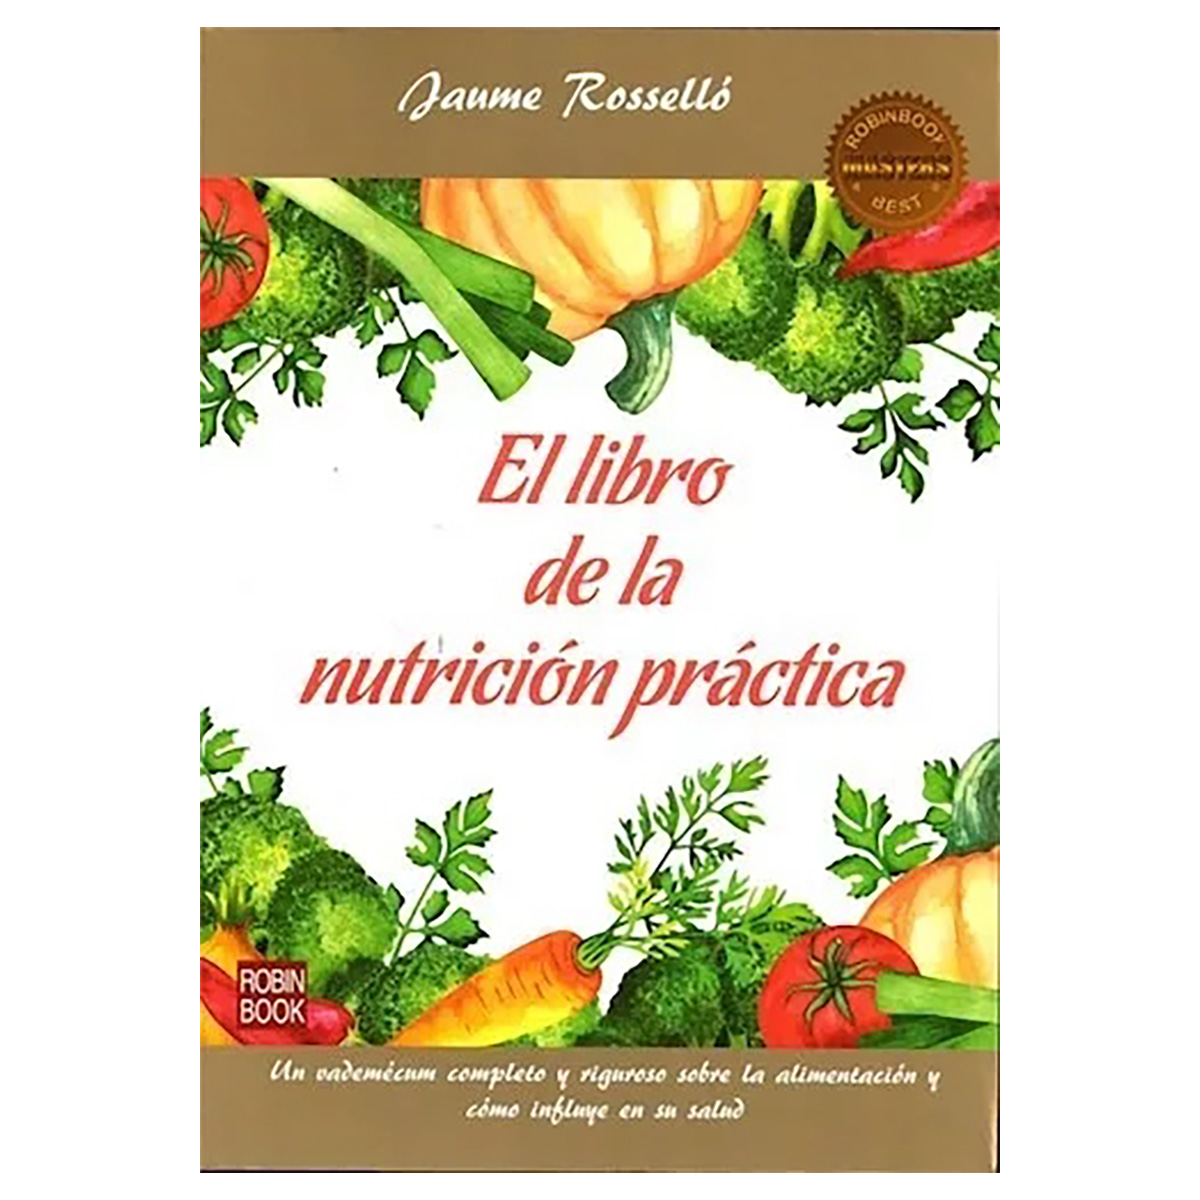 Jaume Rosselló
ROBINBOOK
MASTERS
BEST
El libro
de la
nutrición práctica
ROBIN
BOOK
Un vademécum completo y riguroso sobre la alimentación y
cómo influye en su salud